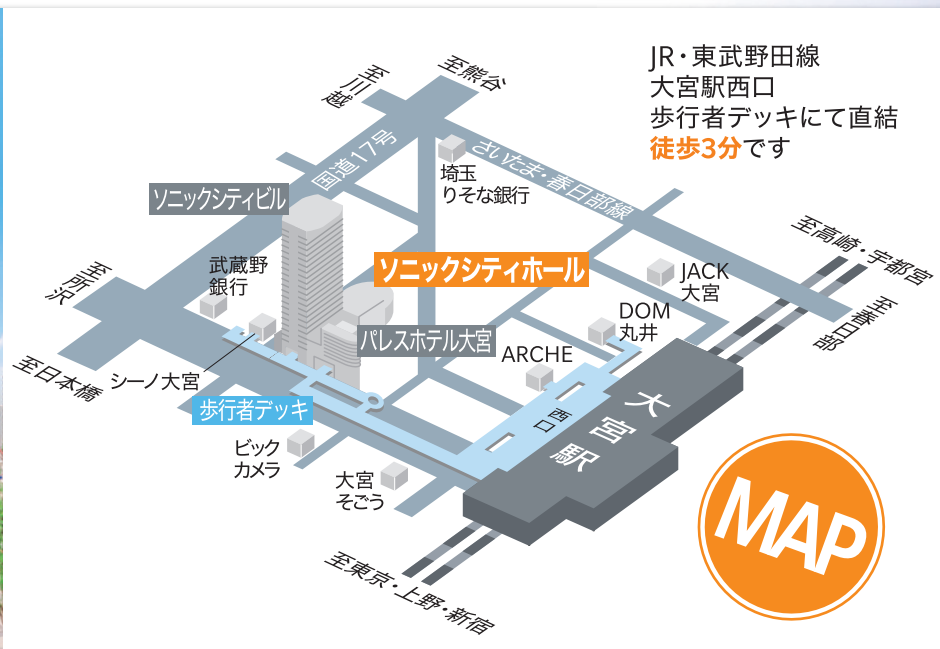 JR・東武野田線
大宮駅西口
歩行者デッキにて直結
徒歩3分です
至熊谷
至川越
国道17号
埼玉
りそな銀行
さいたま・春日部線
ソニックシティビル
至高崎・宇都宮
武蔵野
銀行
ソニックシティホール
JACK
大宮
至所沢
DOM
丸井
至春日部
パレスホテル大宮
ARCHE
至日本橋
シーノ大宮
歩行者デッキ
西口
大宮駅
ビック
カメラ
大宮
そごう
MAP
至東京・上野・新宿